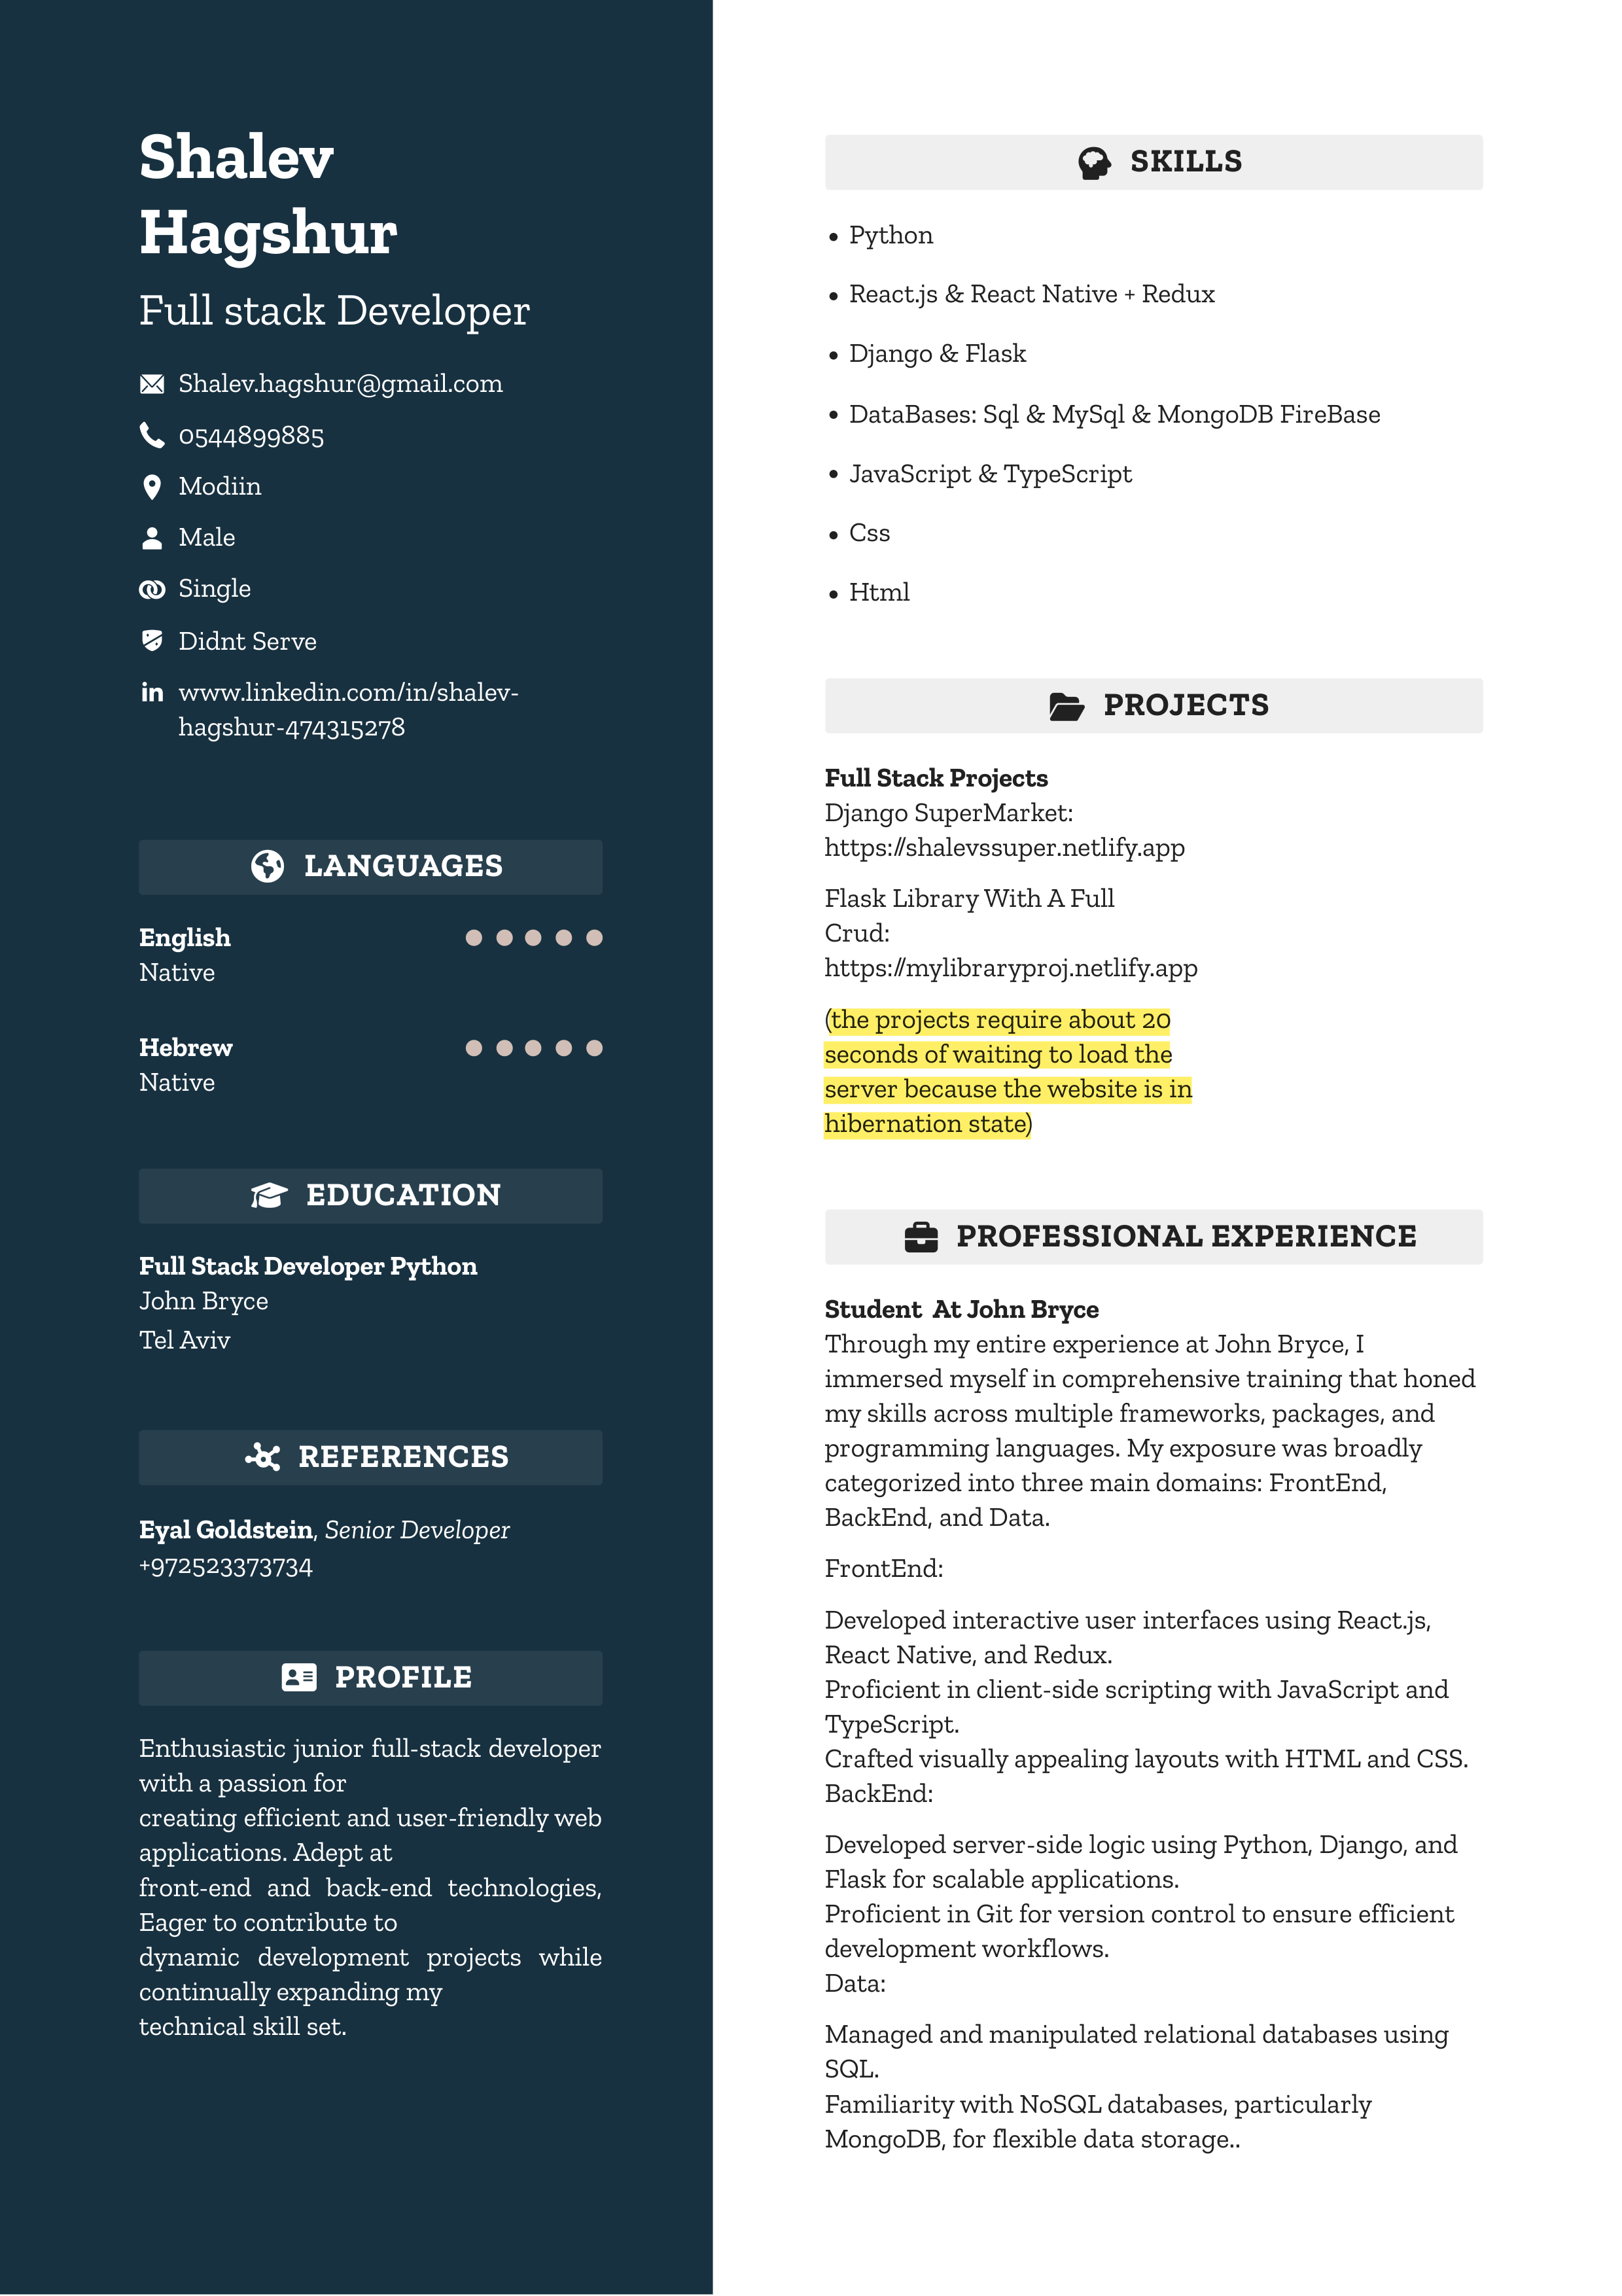 Shalev
Hagshur
Full stack Developer
Shalev.hagshur@gmail.com
0544899885
Modiin
Male
Single
Didnt Serve
www.linkedin.com/in/shalev-
hagshur-474315278
LANGUAGES
English
Native
Hebrew
Native
EDUCATION
Full Stack Developer Python
John Bryce
Tel Aviv
REFERENCES
Eyal Goldstein, Senior Developer
+972523373734
PROFILE
Enthusiastic junior full-stack developer
with a passion for
creating efficient and user-friendly web
applications. Adept at
front-end and back-end technologies,
Eager to contribute to
dynamic development projects while
continually expanding my
technical skill set.
SKILLS
• Python
• React.js & React Native + Redux
• Django & Flask
• DataBases: Sql & MySql & MongoDB FireBase
• JavaScript & TypeScript
• Css
• Html
PROJECTS
Full Stack Projects
Django SuperMarket:
https://shalevssuper.netlify.app
Flask Library With A Full
Crud:
https://mylibraryproj.netlify.app
(the projects require about 20
seconds of waiting to load the
server because the website is in
hibernation state)
PROFESSIONAL EXPERIENCE
Student  At John Bryce
Through my entire experience at John Bryce, I
immersed myself in comprehensive training that honed
my skills across multiple frameworks, packages, and
programming languages. My exposure was broadly
categorized into three main domains: FrontEnd,
BackEnd, and Data.
FrontEnd:
Developed interactive user interfaces using React.js,
React Native, and Redux.
Proficient in client-side scripting with JavaScript and
TypeScript.
Crafted visually appealing layouts with HTML and CSS.
BackEnd:
Developed server-side logic using Python, Django, and
Flask for scalable applications.
Proficient in Git for version control to ensure efficient
development workflows.
Data:
Managed and manipulated relational databases using
SQL.
Familiarity with NoSQL databases, particularly
MongoDB, for flexible data storage..